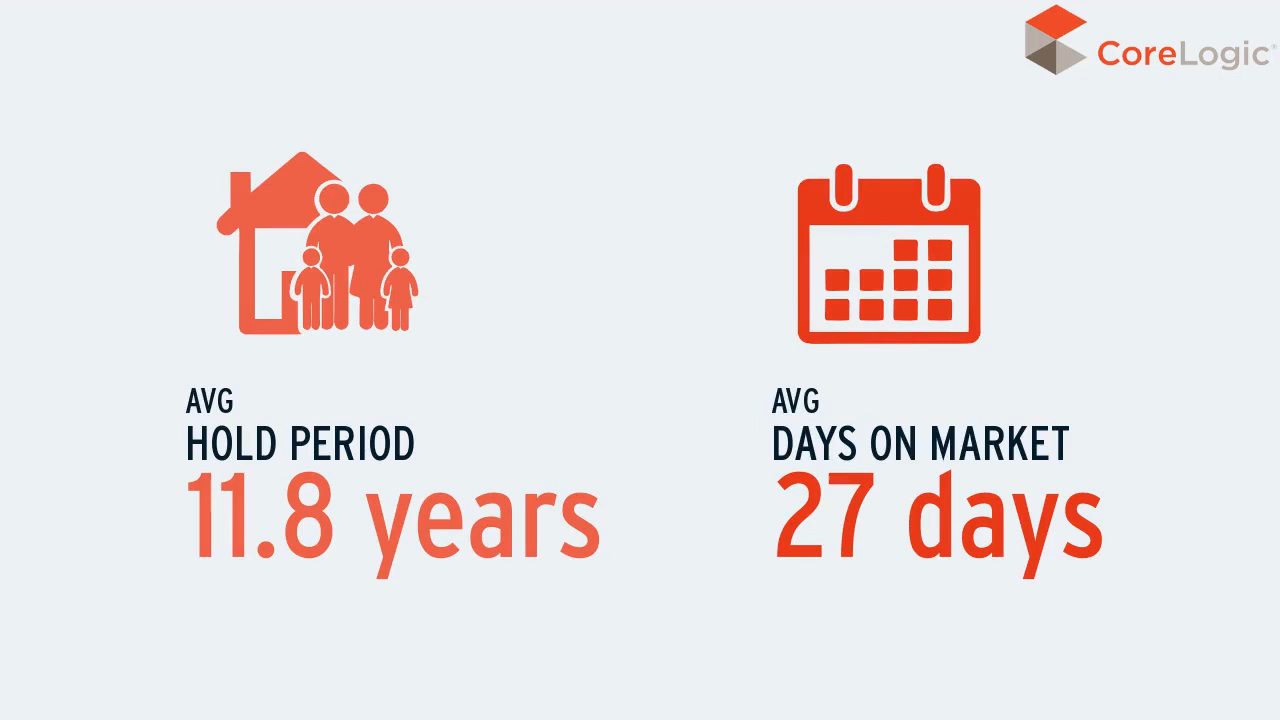 CoreLogic®
AVG
HOLD PERIOD
11.8 years
AVG
DAYS ON MARKET
27 days